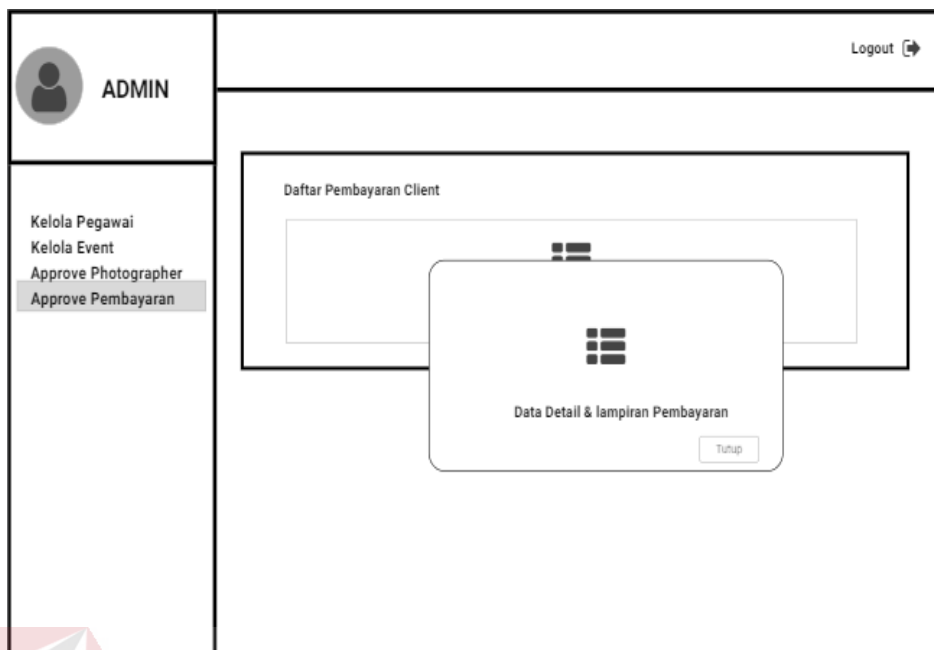 Logout
ADMIN
Kelola Pegawai
Kelola Event
Approve Photographer
Approve Pembayaran
Daftar Pembayaran Client
Data Detail & lampiran Pembayaran
Tutup